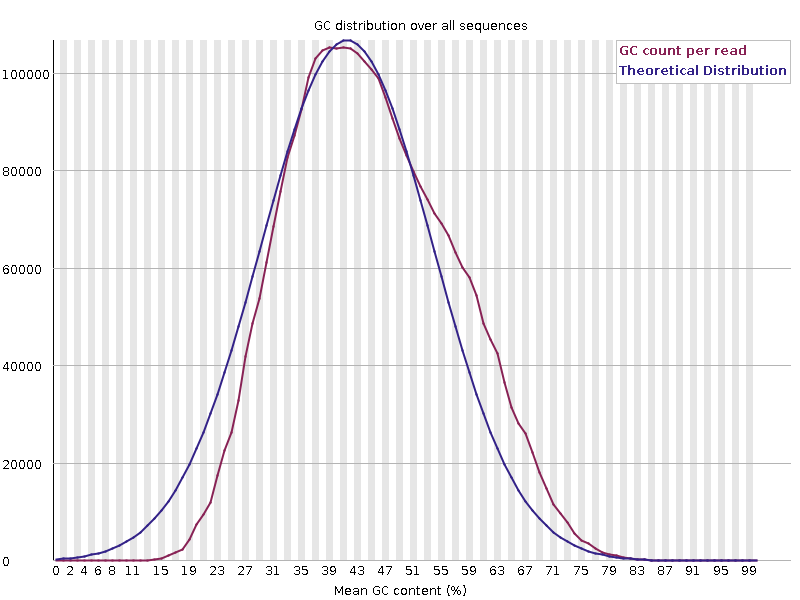 GC distribution over all sequences
GC count per read
Theoretical Distribution
100000
80000
60000
40000
20000
0
0 2 4 6 8 11 15 19 23 27 31 35 39 43 47 51 55 59 63 67 71 75 79 83 87 91 95 99
Mean GC content (%)